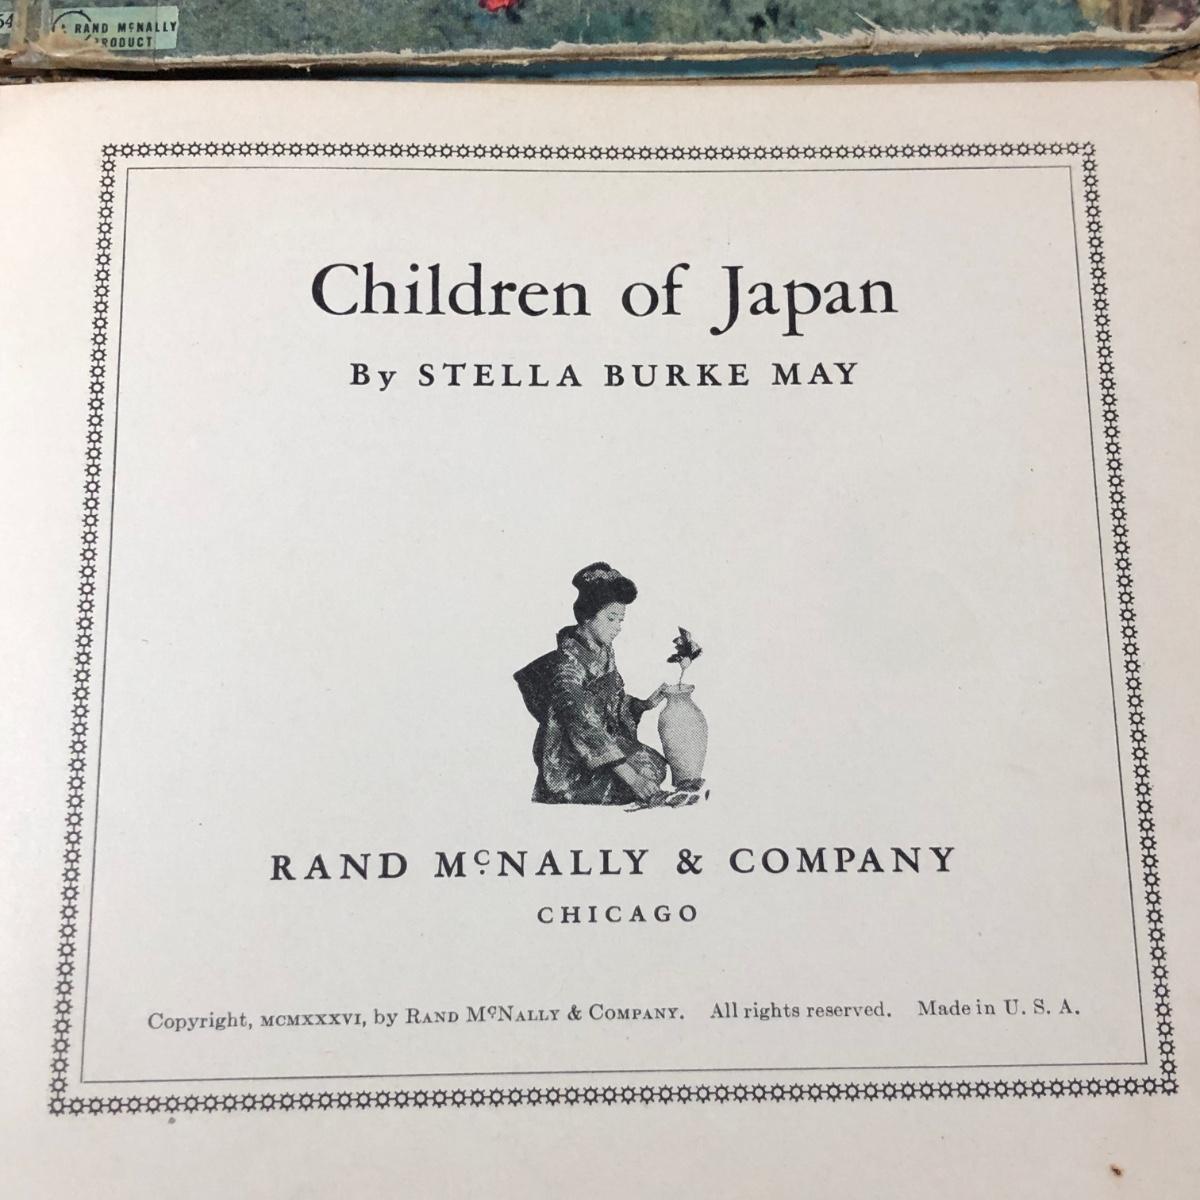 54
RAND McNALLY
PRODUCT
Children of Japan
By STELLA BURKE MAY
RAND McNALLY & COMPANY
CHICAGO
Copyright, MCMXXXVI, by RAND McNALLY & COMPANY. All rights reserved. Made in U. S. A.